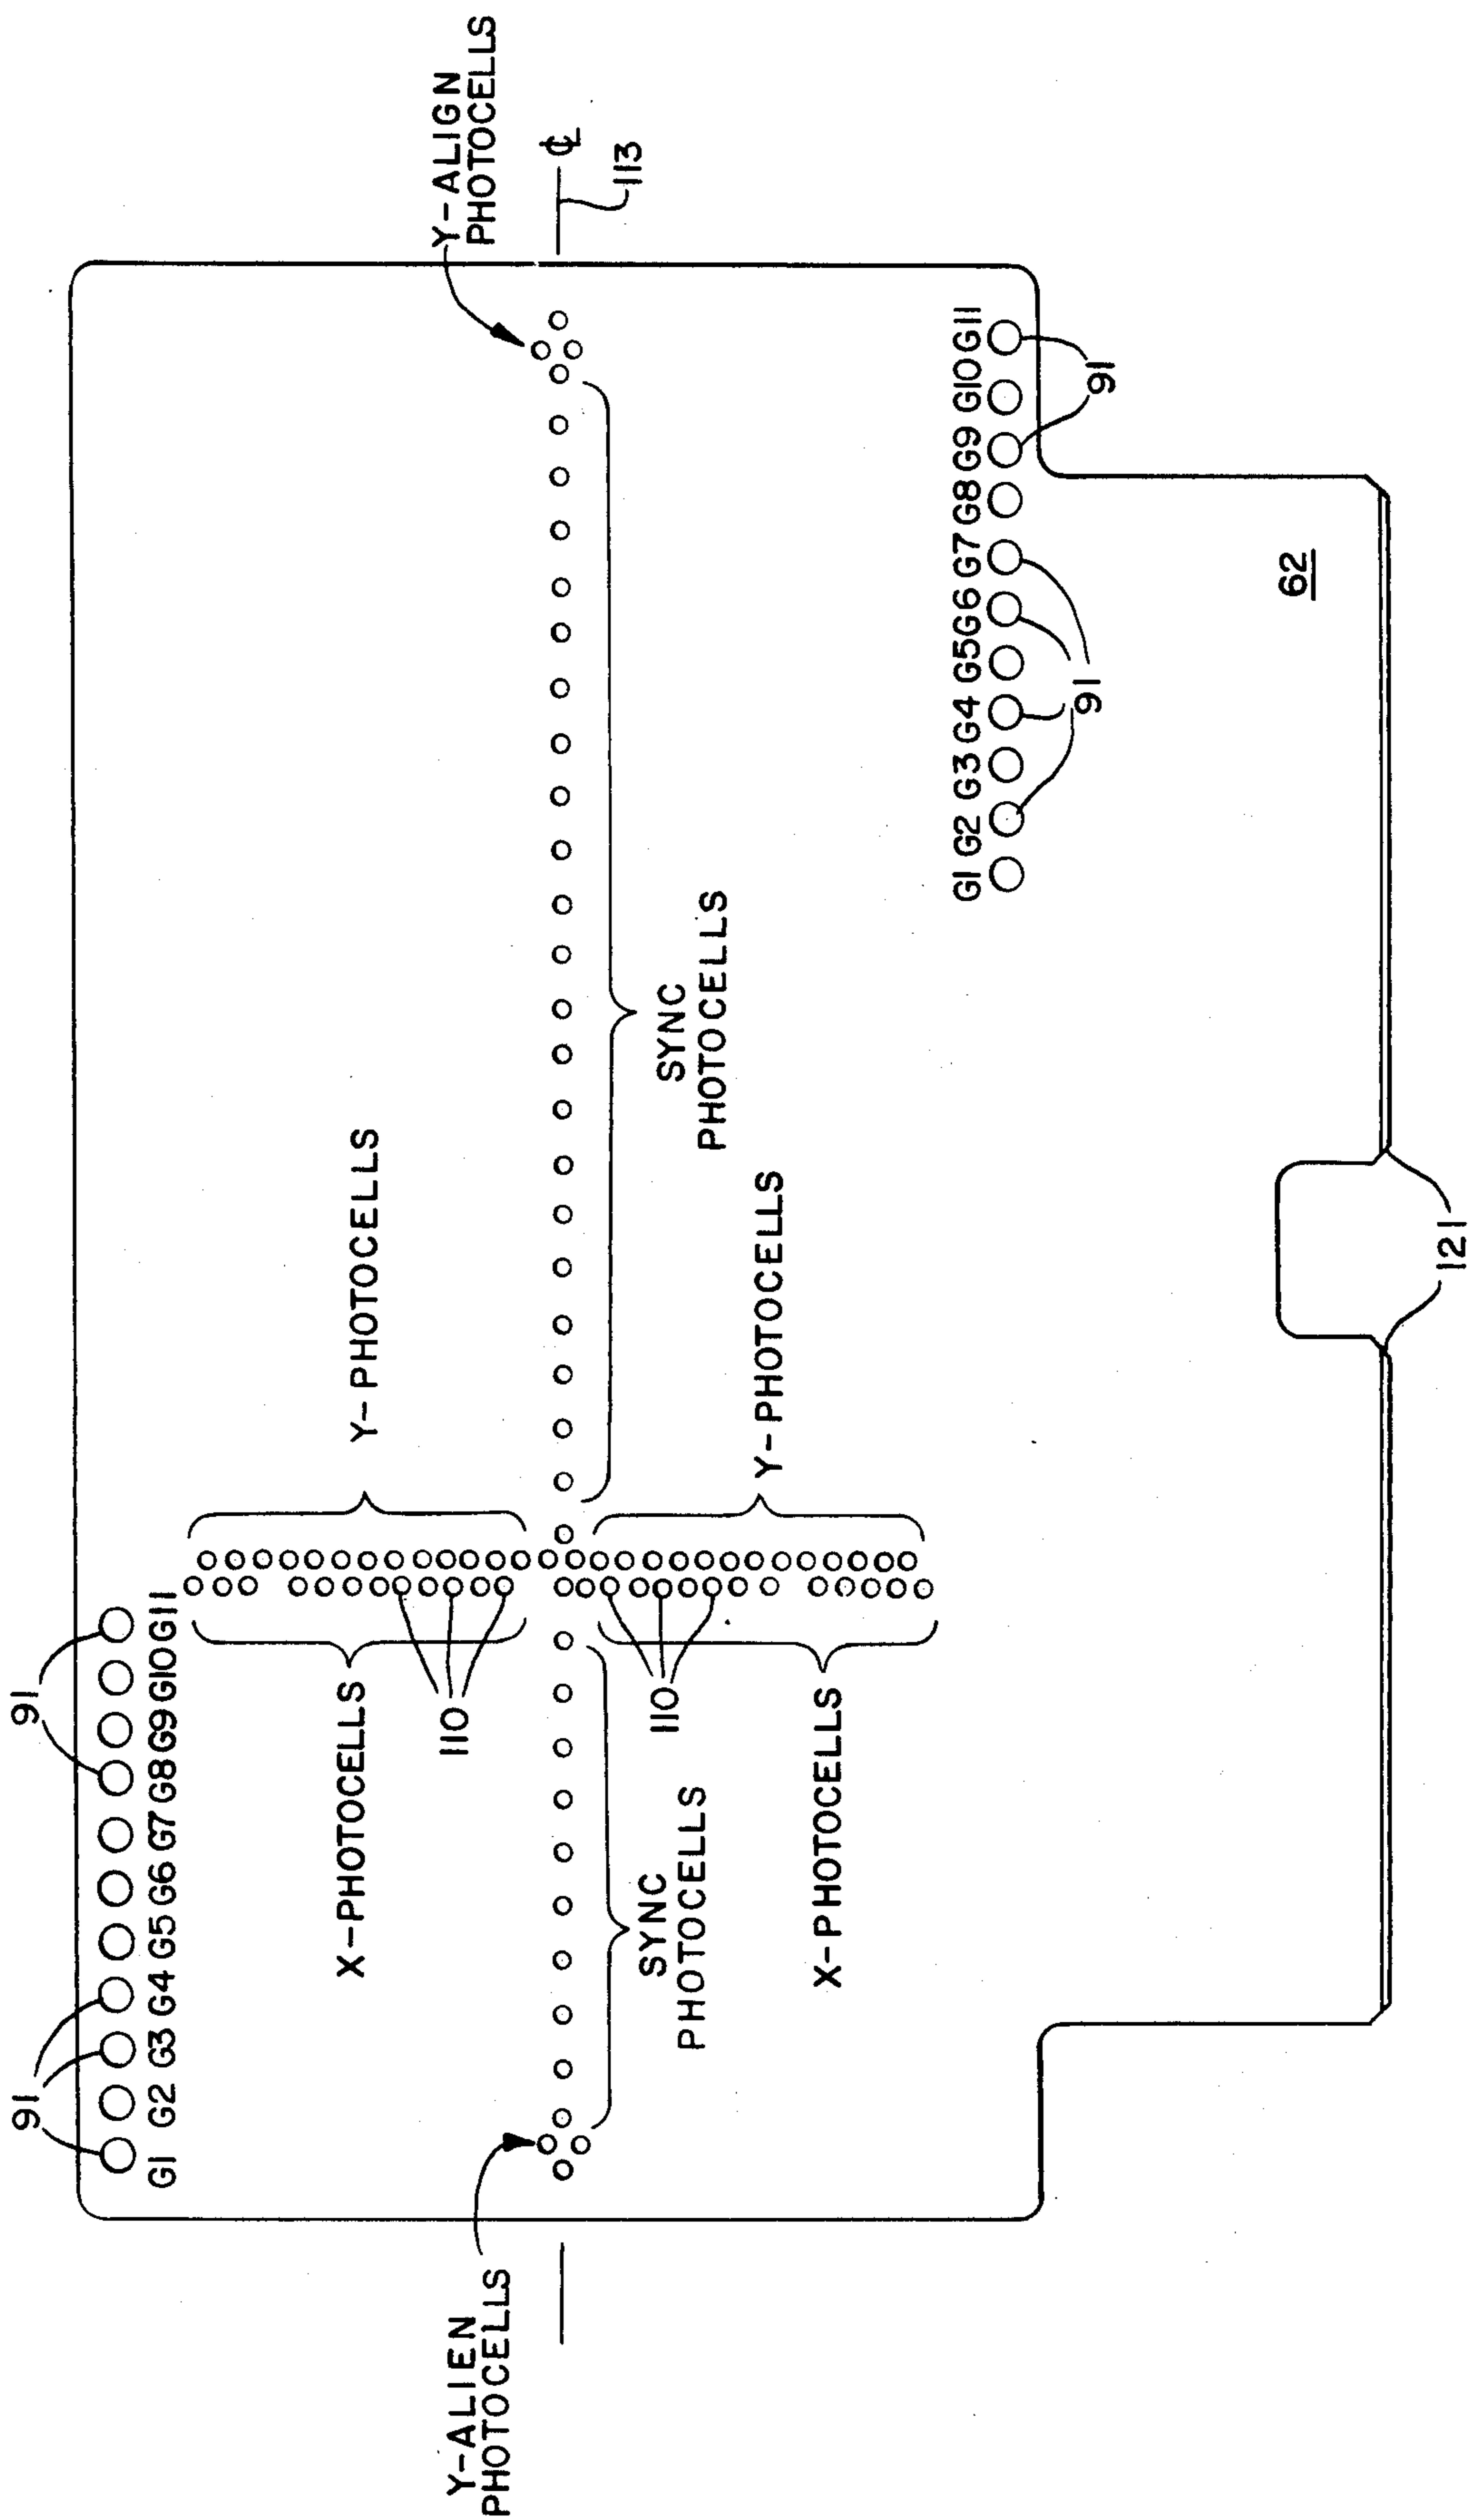 Y-ALIGN
PHOTOCELLS
℄
113
G1 G2 G3 G4 G5 G6 G7 G8 G9 G10 G11
91
91
62
SYNC
PHOTOCELLS
Y-PHOTOCELLS
Y-PHOTOCELLS
121
91
91
G1 G2 G3 G4 G5 G6 G7 G8 G9 G10 G11
X-PHOTOCELLS
110
110
X-PHOTOCELLS
SYNC
PHOTOCELLS
Y-ALIEN
PHOTOCELLS